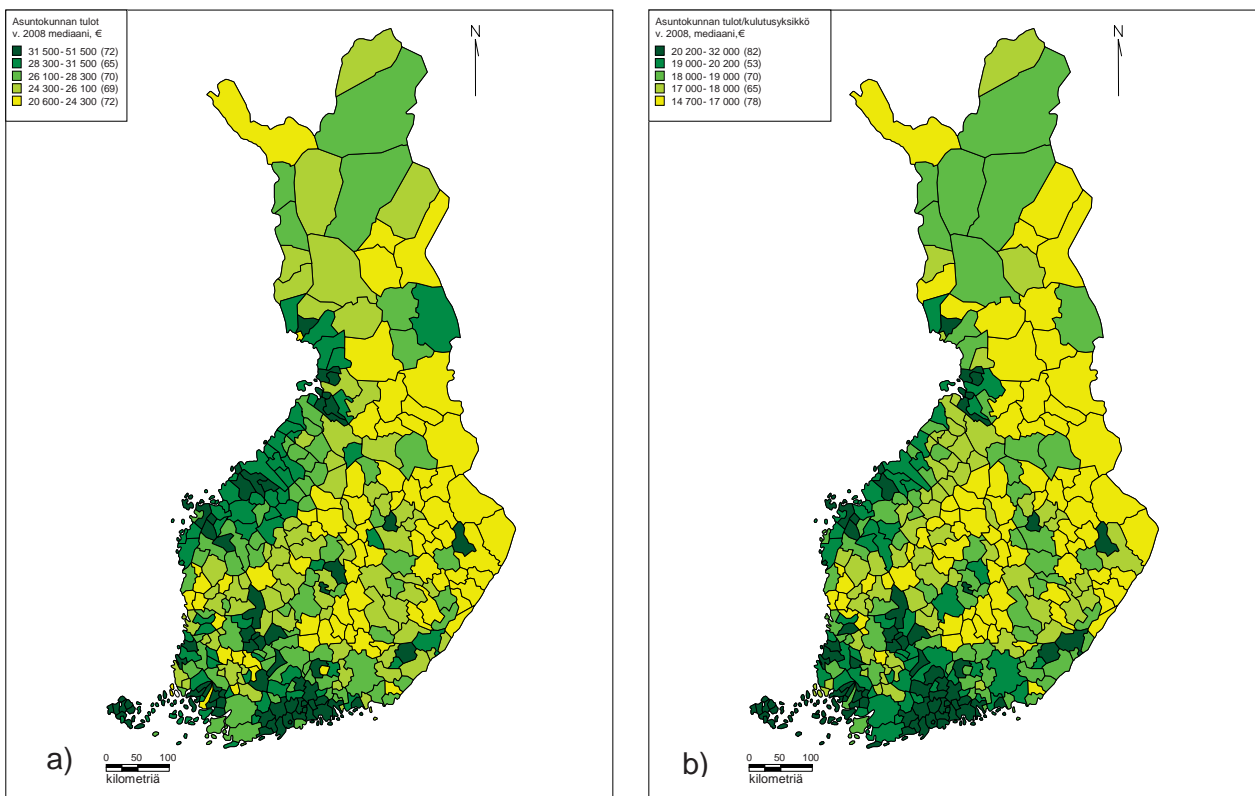 Asuntokunnan tulot
v. 2008 mediaani, €
31 500 - 51 500 (72)
28 300 - 31 500 (65)
26 100 - 28 300 (70)
24 300 - 26 100 (69)
20 600 - 24 300 (72)
N
a)
0 50 100
kilometriä
Asuntokunnan tulot/kulutusyksikkö
v. 2008, mediaani,€
20 200 - 32 000 (82)
19 000 - 20 200 (53)
18 000 - 19 000 (70)
17 000 - 18 000 (65)
14 700 - 17 000 (78)
N
b)
0 50 100
kilometriä